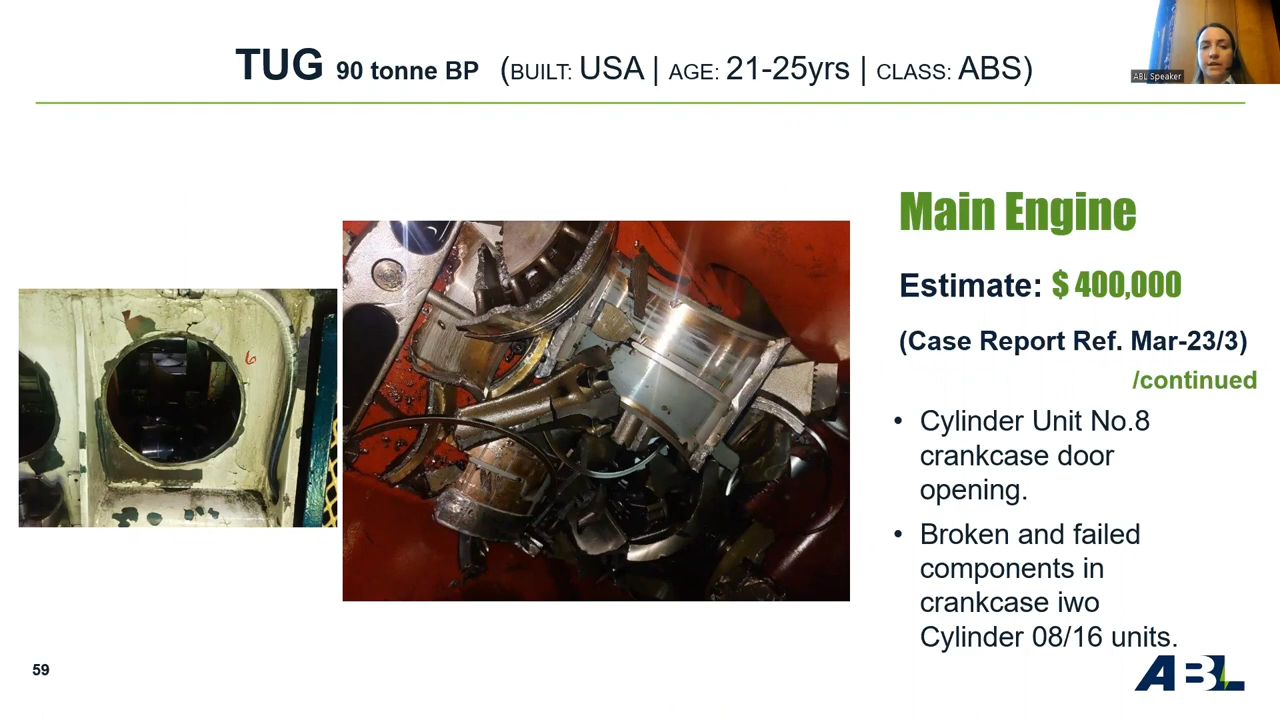 TUG 90 tonne BP (BUILT: USA | AGE: 21-25yrs | CLASS: ABS)
ABL Speaker
Main Engine
Estimate: $ 400,000
(Case Report Ref. Mar-23/3)
/continued
• Cylinder Unit No.8
crankcase door
opening.
• Broken and failed
components in
crankcase iwo
Cylinder 08/16 units.
6
59
ABL